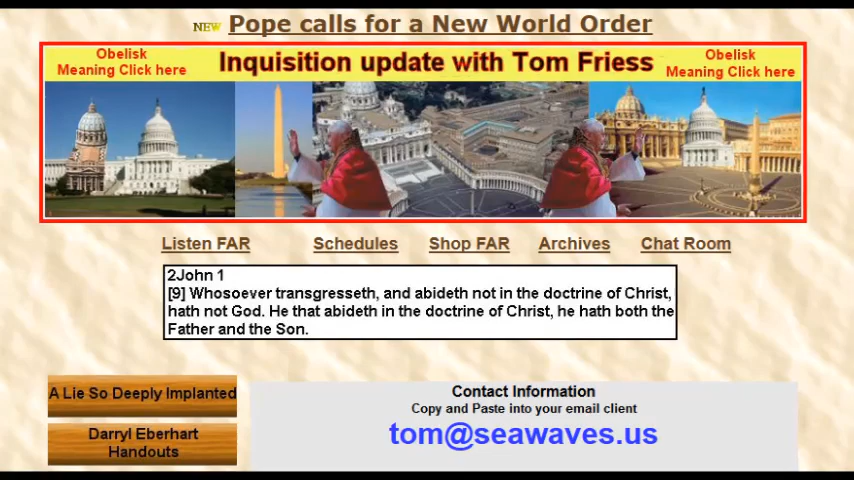 NEW Pope calls for a New World Order
Obelisk
Meaning Click here
Inquisition update with Tom Friess
Obelisk
Meaning Click here
Listen FAR Schedules Shop FAR Archives Chat Room
2John 1
[9] Whosoever transgresseth, and abideth not in the doctrine of Christ,
hath not God. He that abideth in the doctrine of Christ, he hath both the
Father and the Son.
A Lie So Deeply Implanted
Darryl Eberhart
Handouts
Contact Information
Copy and Paste into your email client
tom@seawaves.us